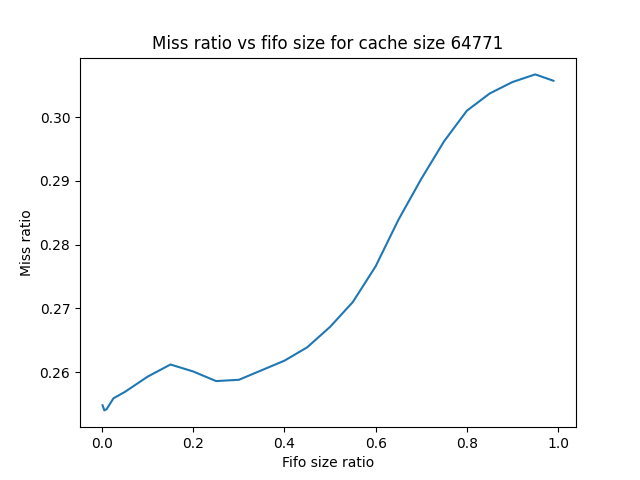 Miss ratio vs fifo size for cache size 64771
Miss ratio
0.30
0.29
0.28
0.27
0.26
0.0 0.2 0.4 0.6 0.8 1.0
Fifo size ratio